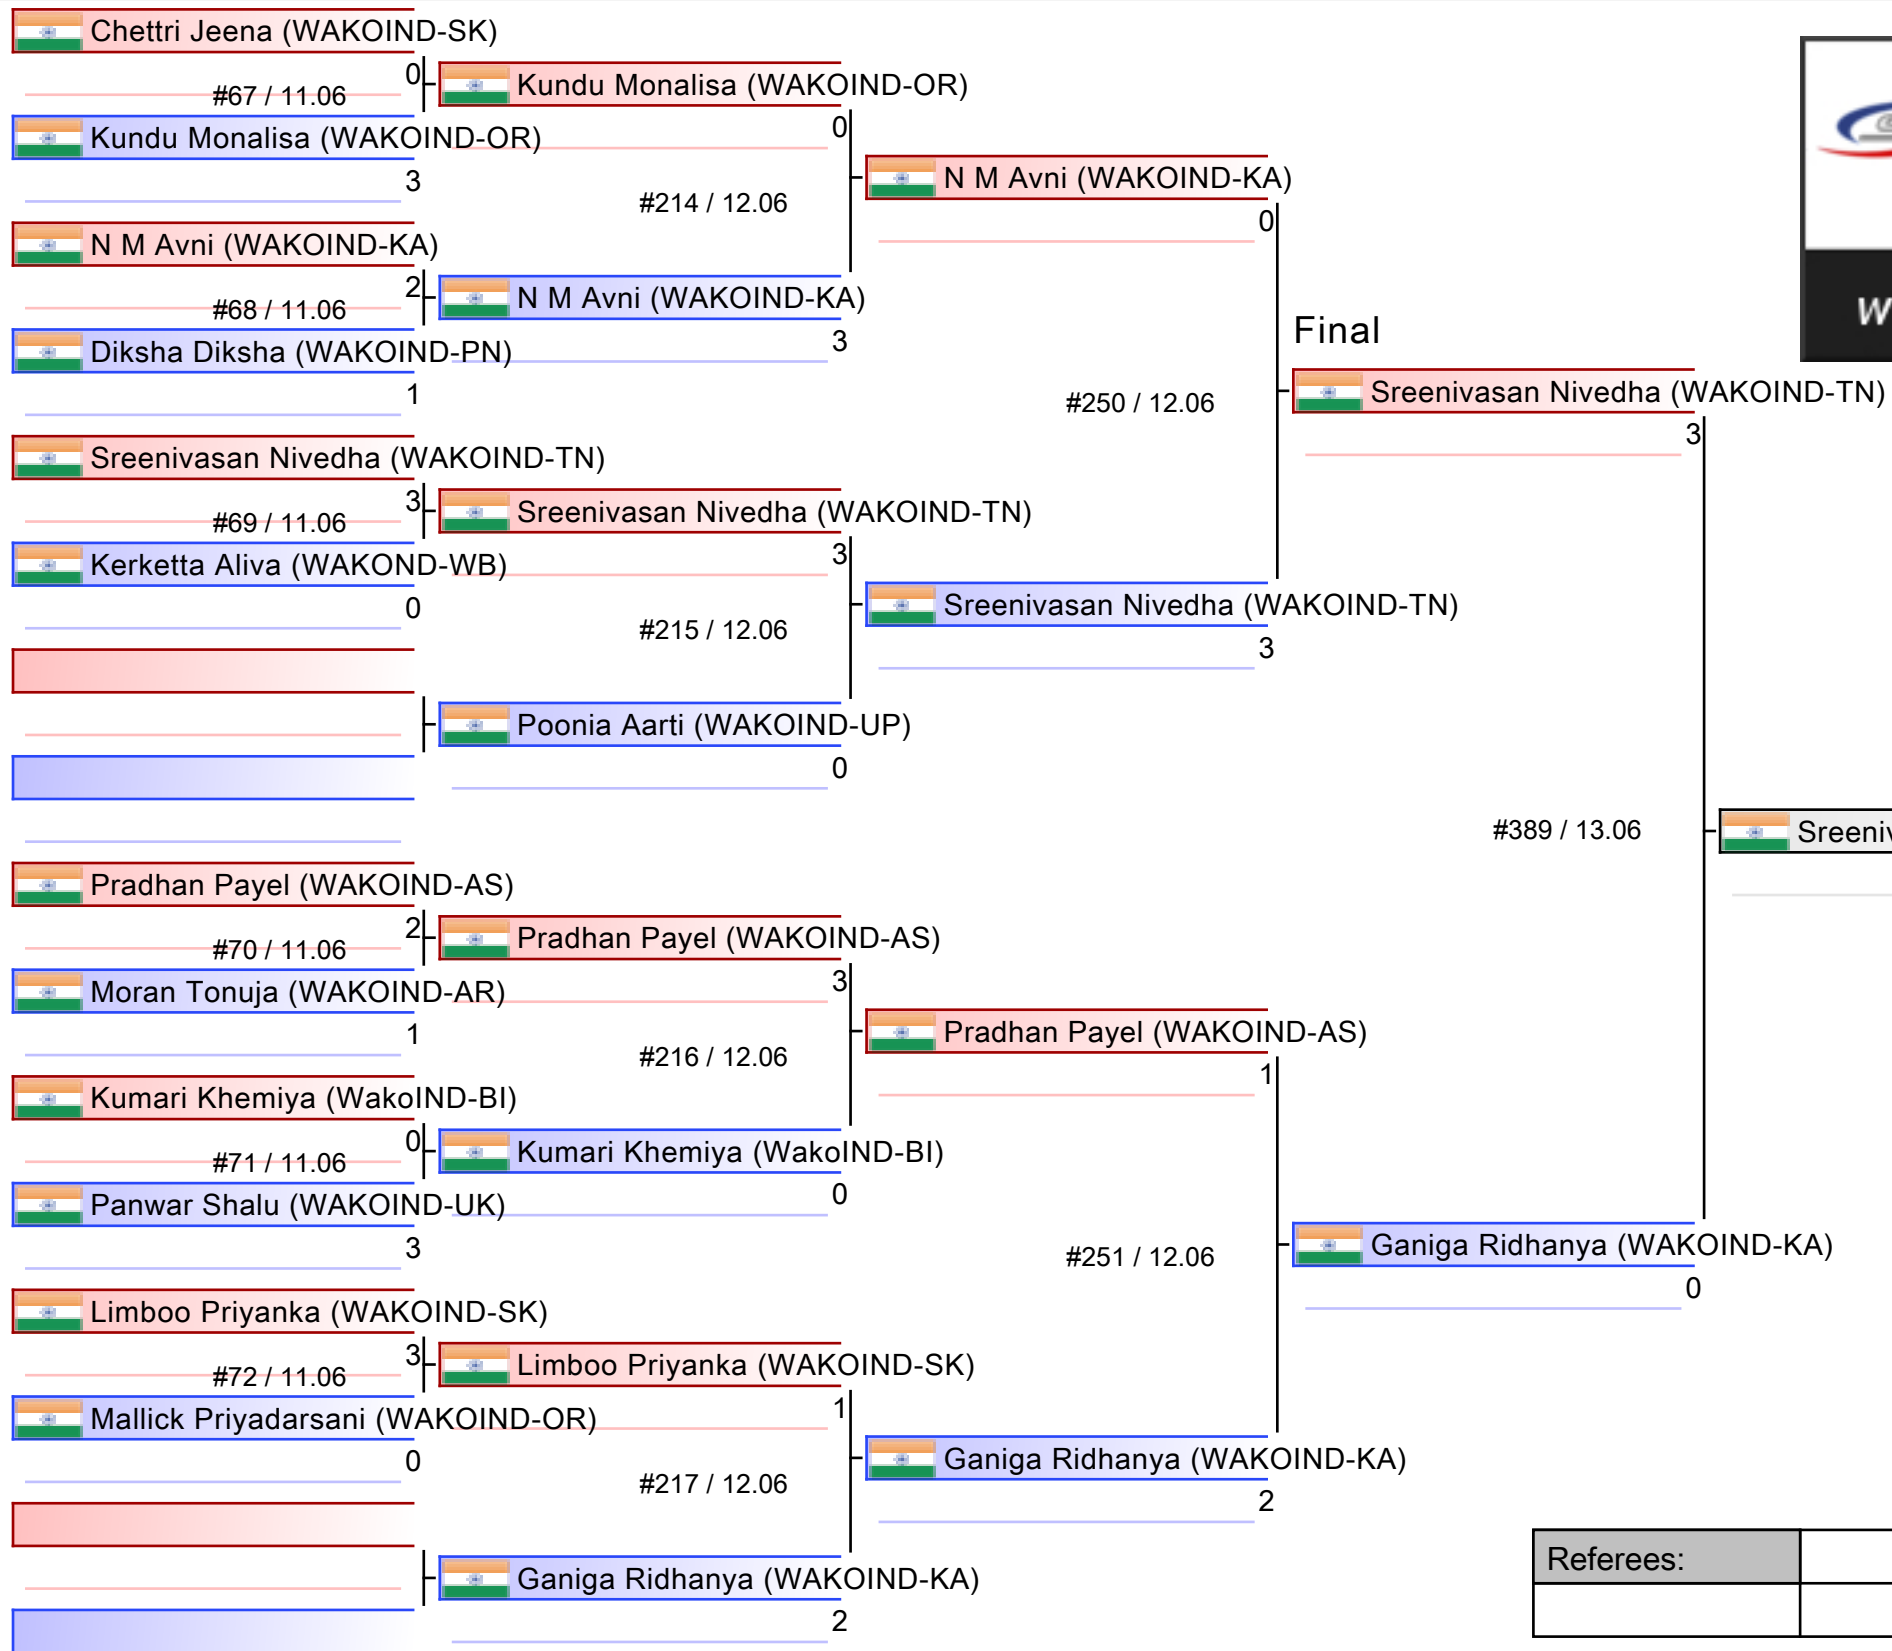 Chettri Jeena (WAKOIND-SK)
0
#67 / 11.06
Kundu Monalisa (WAKOIND-OR)
3
N M Avni (WAKOIND-KA)
2
#68 / 11.06
Diksha Diksha (WAKOIND-PN)
1
Sreenivasan Nivedha (WAKOIND-TN)
3
#69 / 11.06
Kerketta Aliva (WAKOND-WB)
0
Pradhan Payel (WAKOIND-AS)
2
#70 / 11.06
Moran Tonuja (WAKOIND-AR)
1
Kumari Khemiya (WakoIND-BI)
0
#71 / 11.06
Panwar Shalu (WAKOIND-UK)
3
Limboo Priyanka (WAKOIND-SK)
3
#72 / 11.06
Mallick Priyadarsani (WAKOIND-OR)
0
Kundu Monalisa (WAKOIND-OR)
0
#214 / 12.06
N M Avni (WAKOIND-KA)
3
Sreenivasan Nivedha (WAKOIND-TN)
3
#215 / 12.06
Poonia Aarti (WAKOIND-UP)
0
Pradhan Payel (WAKOIND-AS)
3
#216 / 12.06
Kumari Khemiya (WakoIND-BI)
0
Limboo Priyanka (WAKOIND-SK)
1
#217 / 12.06
Ganiga Ridhanya (WAKOIND-KA)
2
N M Avni (WAKOIND-KA)
0
#250 / 12.06
Sreenivasan Nivedha (WAKOIND-TN)
3
Pradhan Payel (WAKOIND-AS)
1
#251 / 12.06
Ganiga Ridhanya (WAKOIND-KA)
2
Final
Sreenivasan Nivedha (WAKOIND-TN)
3
#389 / 13.06
Ganiga Ridhanya (WAKOIND-KA)
0
Referees: